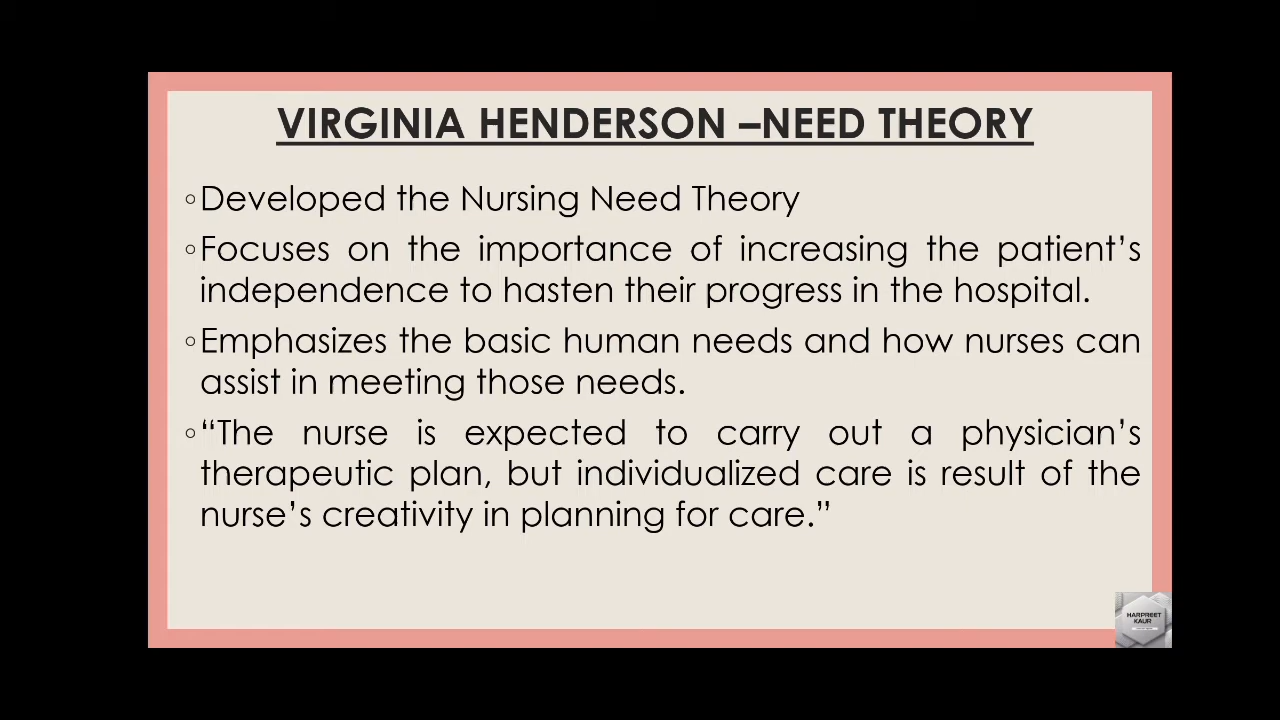 VIRGINIA HENDERSON –NEED THEORY
◦Developed the Nursing Need Theory
◦Focuses on the importance of increasing the patient’s
independence to hasten their progress in the hospital.
◦Emphasizes the basic human needs and how nurses can
assist in meeting those needs.
◦“The nurse is expected to carry out a physician’s
therapeutic plan, but individualized care is result of the
nurse’s creativity in planning for care.”
HARPREET
KAUR